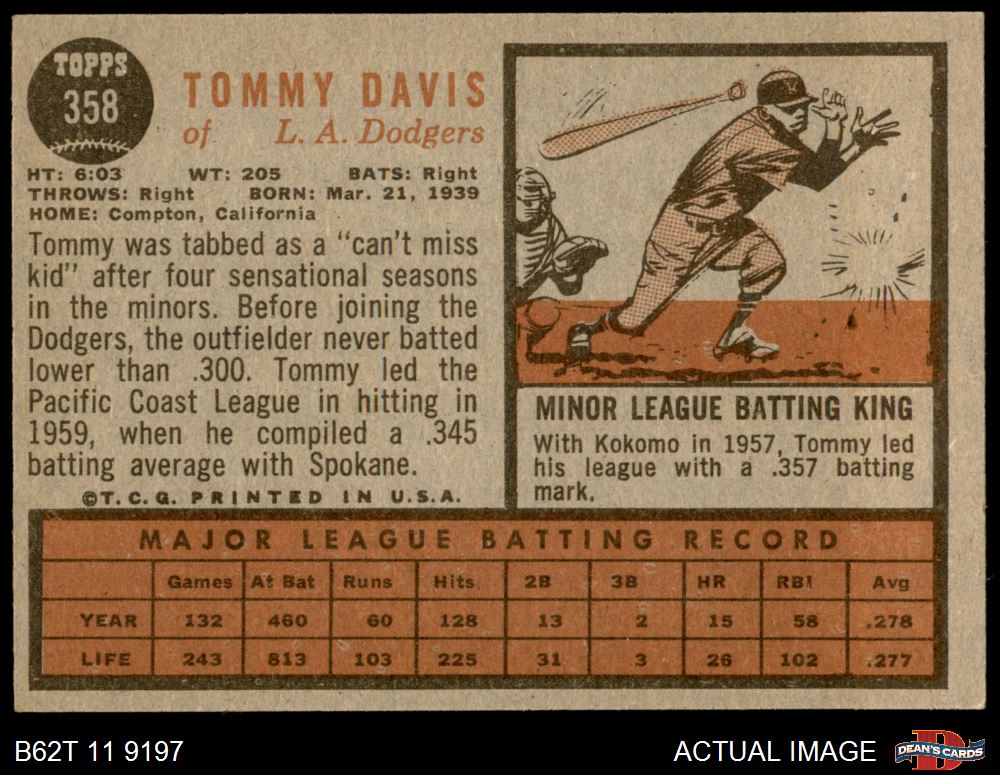 TOPPS
358
TOMMY DAVIS
of L. A. Dodgers
HT: 6:03 WT: 205 BATS: Right
THROWS: Right BORN: Mar. 21, 1939
HOME: Compton, California
Tommy was tabbed as a "can't miss
kid" after four sensational seasons
in the minors. Before joining the
Dodgers, the outfielder never batted
lower than .300. Tommy led the
Pacific Coast League in hitting in
1959, when he compiled a .345
batting average with Spokane.
©T.C.G. PRINTED IN U.S.A.
MINOR LEAGUE BATTING KING
With Kokomo in 1957, Tommy led
his league with a .357 batting
mark.
MAJOR LEAGUE BATTING RECORD
Games At Bat Runs Hits 2B 3B HR RBI Avg
YEAR 132 460 60 128 13 2 15 58 .278
LIFE 243 813 103 225 31 3 26 102 .277
B62T 11 9197
ACTUAL IMAGE
DEAN'S CARDS